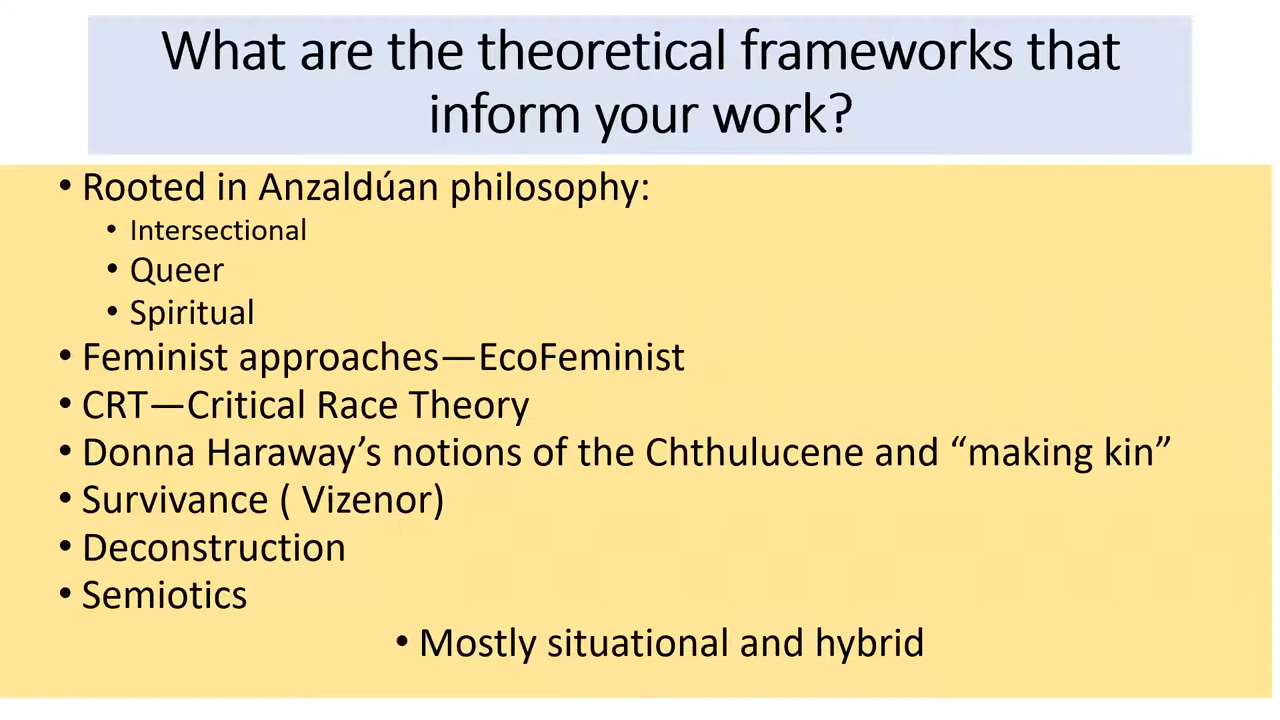 What are the theoretical frameworks that
inform your work?
• Rooted in Anzaldúan philosophy:
• Intersectional
• Queer
• Spiritual
• Feminist approaches—EcoFeminist
• CRT—Critical Race Theory
• Donna Haraway’s notions of the Chthulucene and “making kin”
• Survivance ( Vizenor)
• Deconstruction
• Semiotics
• Mostly situational and hybrid